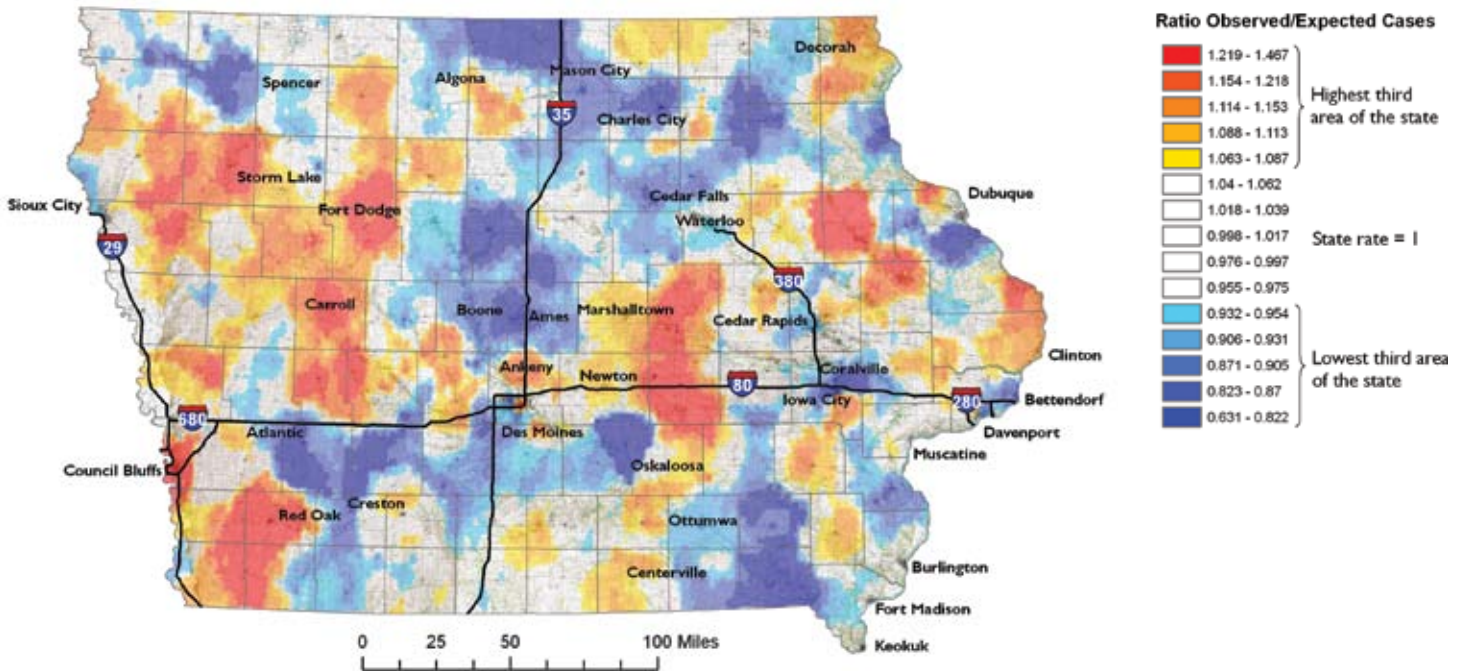 Decorah
Mason City
Algona
Spencer
35
Charles City
Storm Lake
Cedar Falls
Dubuque
Sioux City
Fort Dodge
Waterloo
29
380
Carroll
Boone
Ames
Marshalltown
Cedar Rapids
Clinton
Ankeny
Newton
Coralville
80
Iowa City
280
Bettendorf
680
Atlantic
Des Moines
Davenport
Muscatine
Council Bluffs
Oskaloosa
Creston
Red Oak
Ottumwa
Centerville
Burlington
Fort Madison
Keokuk
0 25 50 100 Miles
Ratio Observed/Expected Cases
1.219 - 1.467
1.154 - 1.218
1.114 - 1.153
1.088 - 1.113
1.063 - 1.087
Highest third
area of the state
1.04 - 1.062
1.018 - 1.039
0.998 - 1.017
0.976 - 0.997
0.955 - 0.975
State rate = 1
0.932 - 0.954
0.906 - 0.931
0.871 - 0.905
0.823 - 0.87
0.631 - 0.822
Lowest third area
of the state